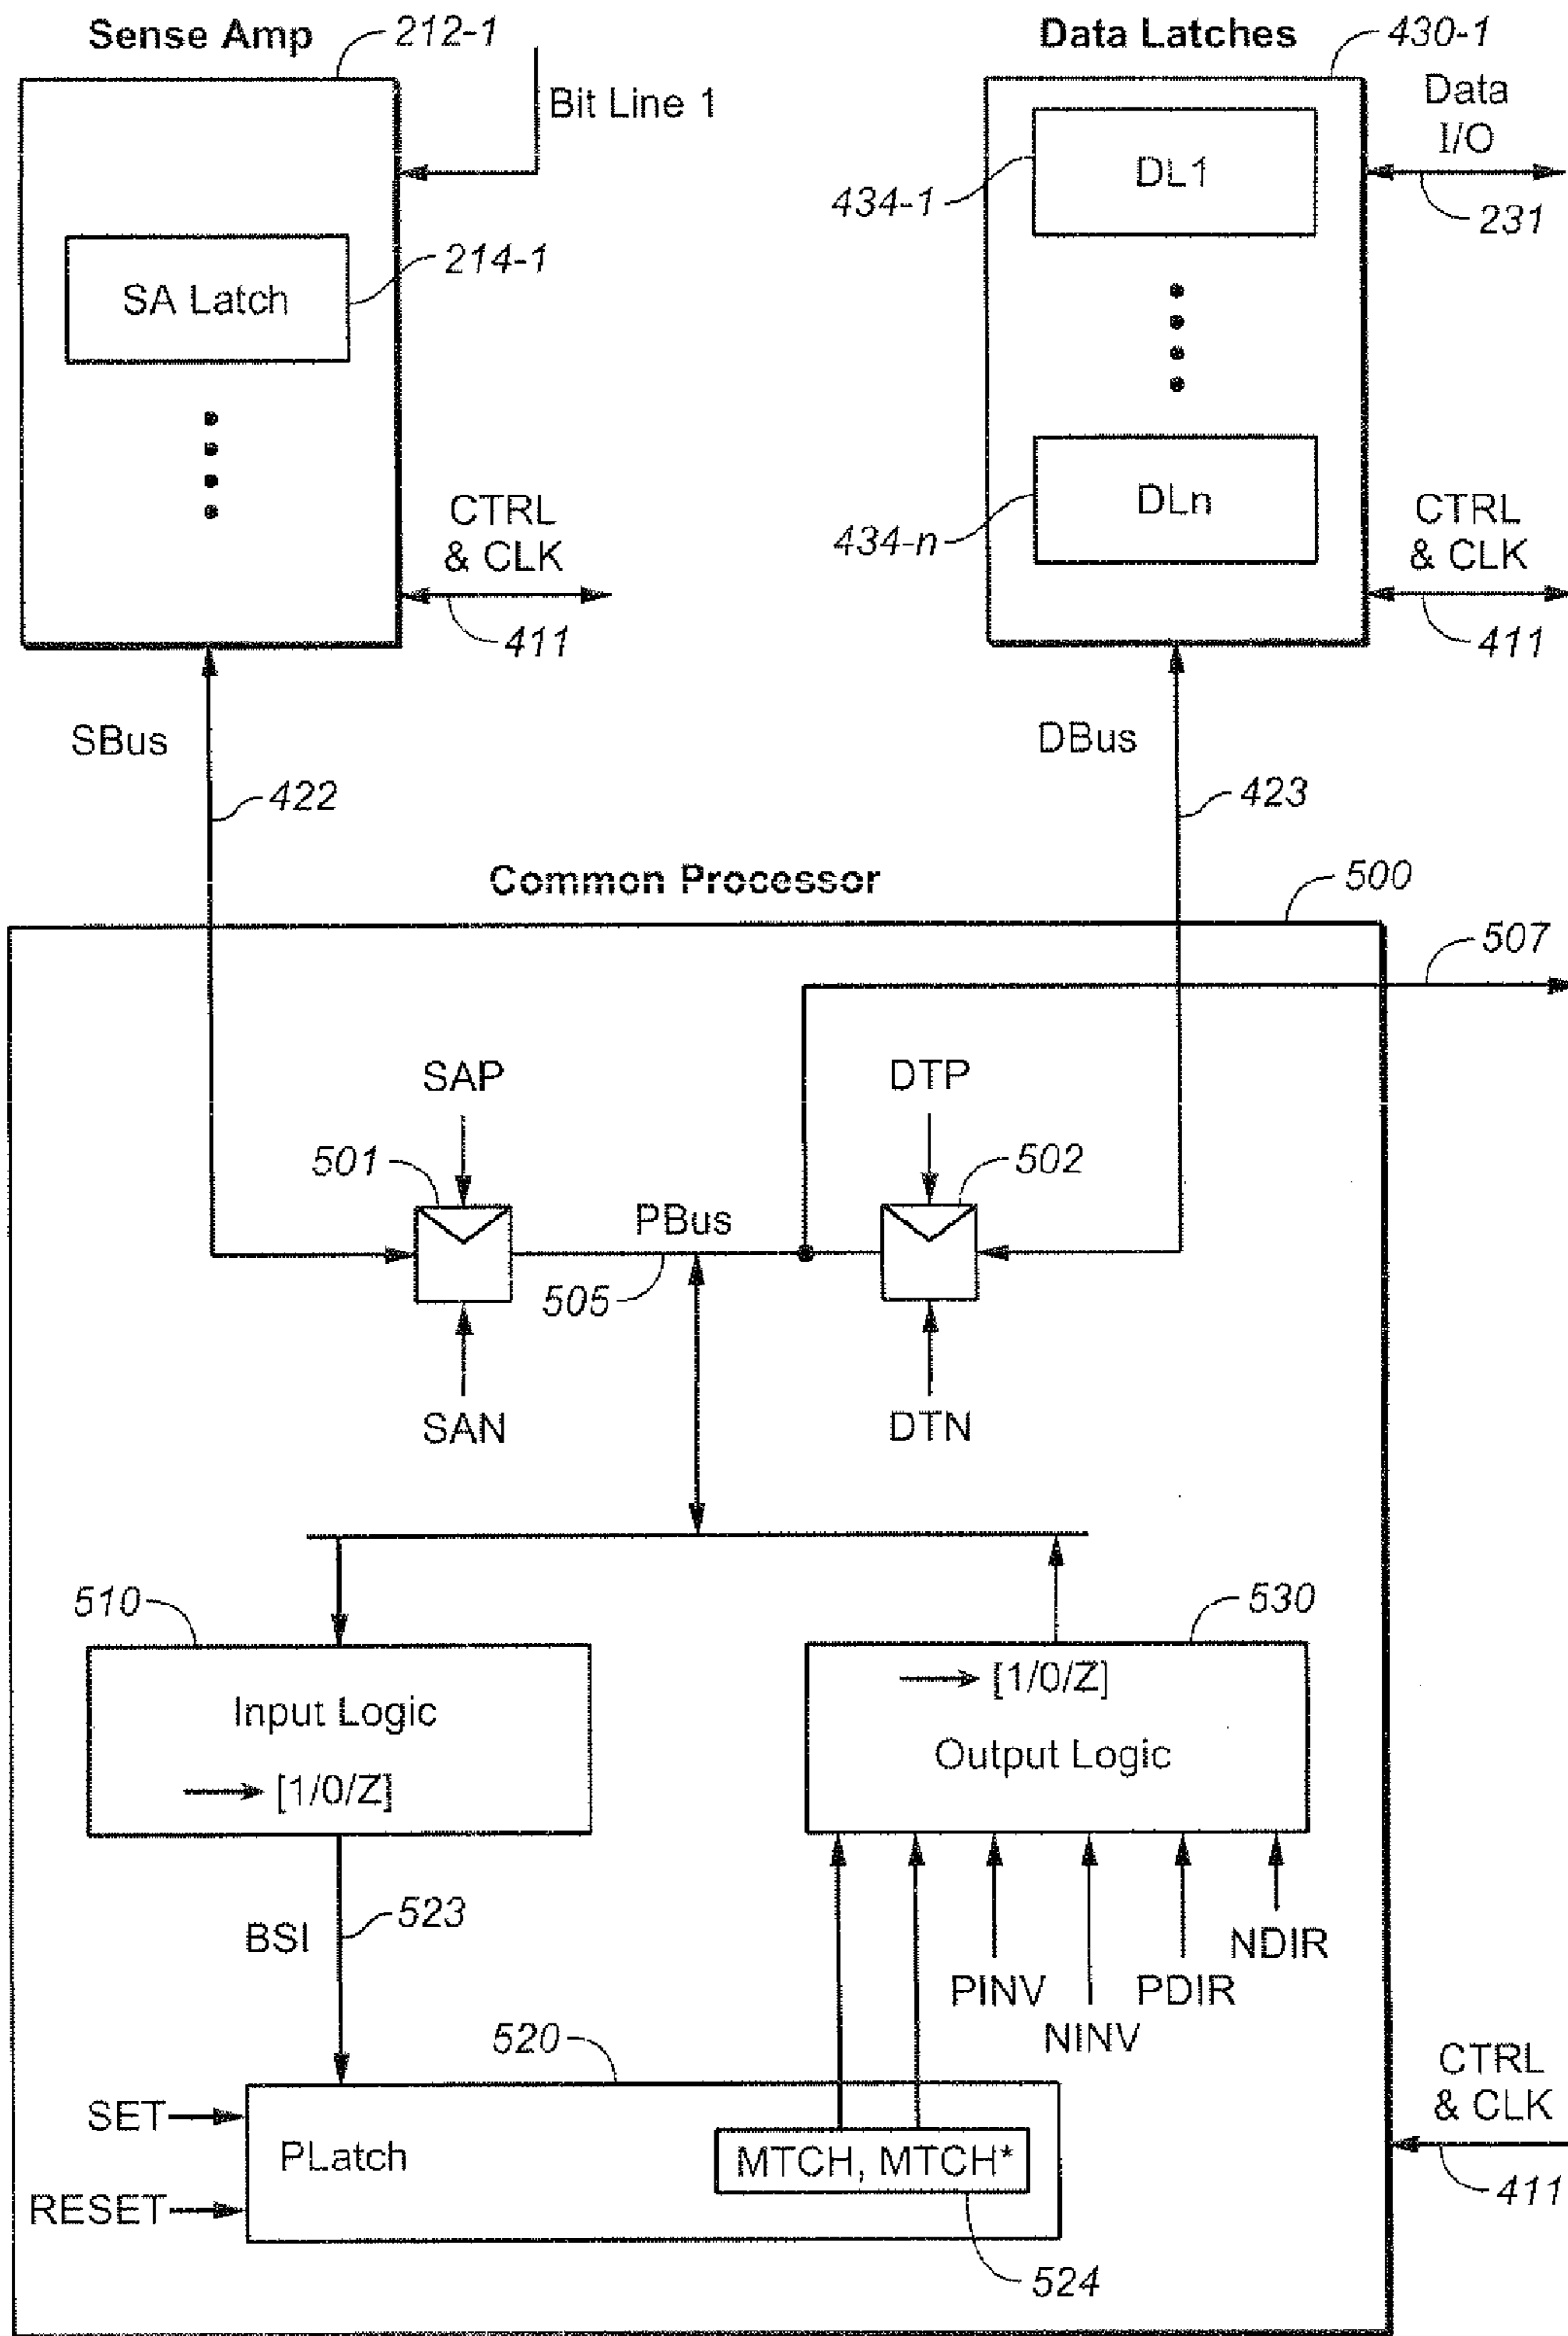 Sense Amp
212-1
Bit Line 1
SA Latch
214-1
CTRL
& CLK
411
Data Latches
430-1
Data
I/O
231
DL1
434-1
DLn
434-n
CTRL
& CLK
411
SBus
422
DBus
423
Common Processor
500
507
SAP
501
SAN
PBus
505
DTP
502
DTN
510
Input Logic
[1/0/Z]
530
[1/0/Z]
Output Logic
BSI
523
PINV
NINV
PDIR
NDIR
520
SET
RESET
PLatch
MTCH, MTCH*
524
CTRL
& CLK
411